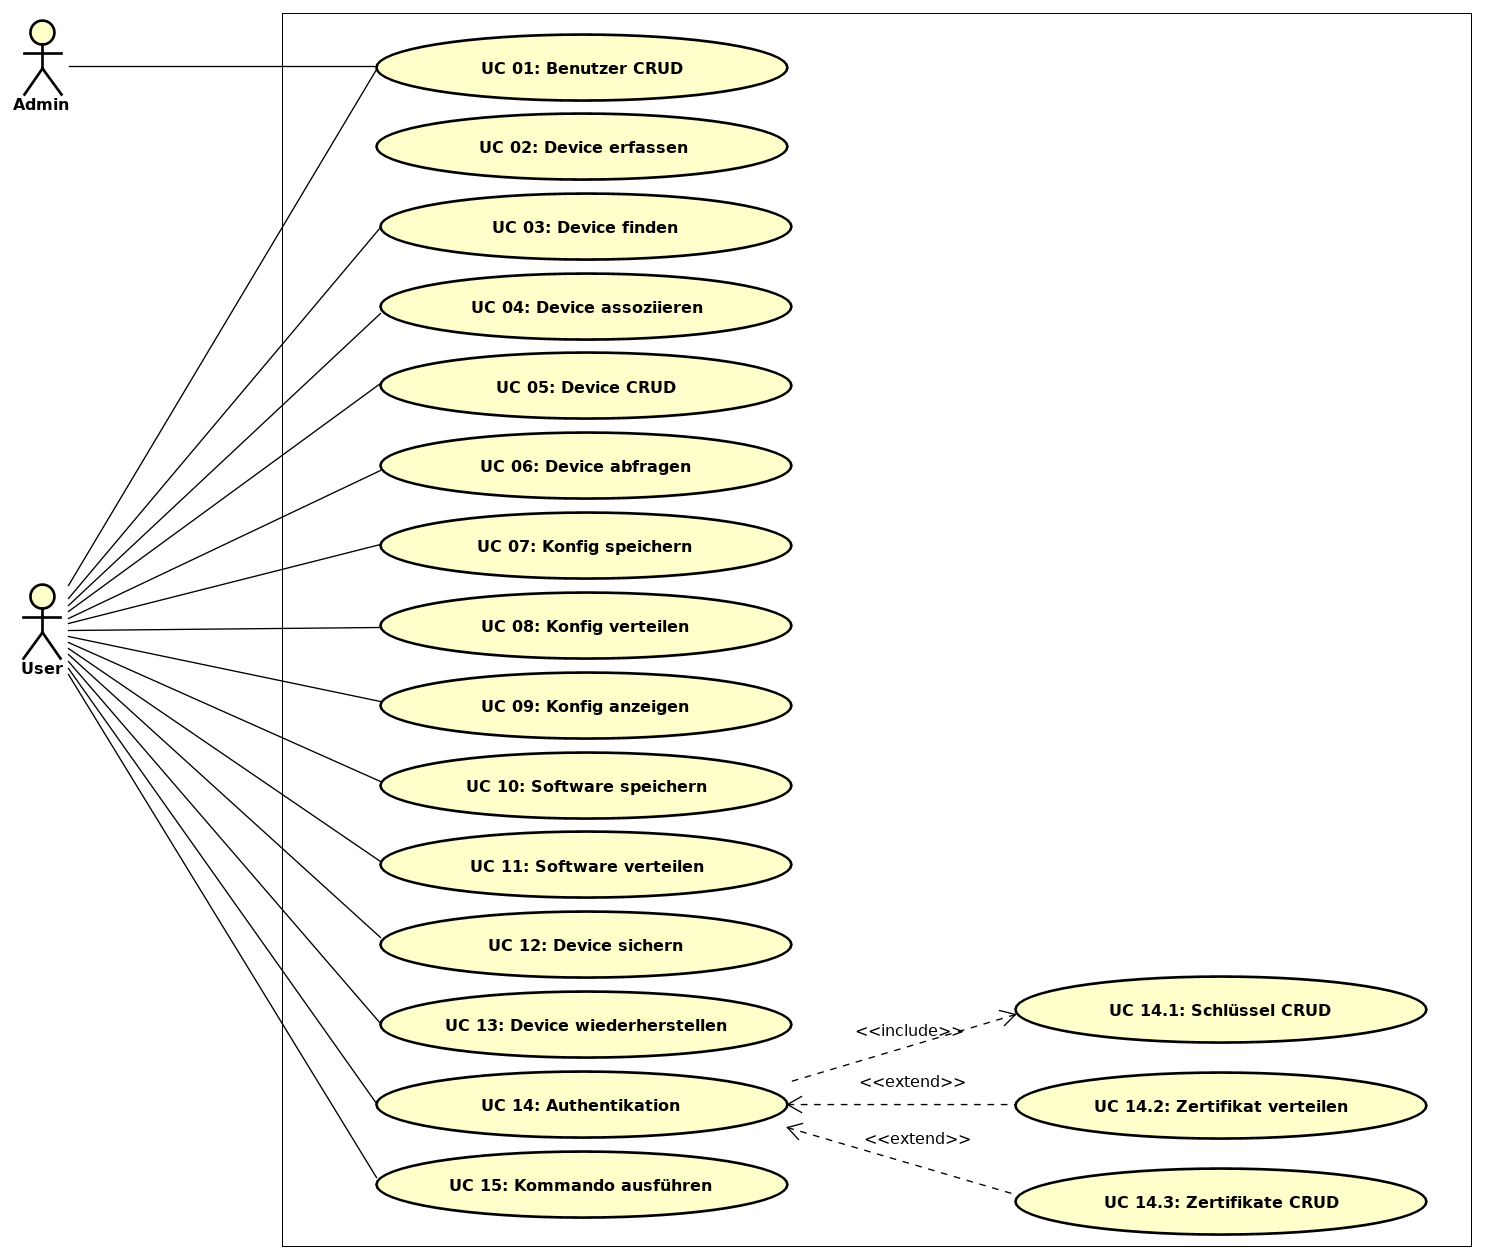 Admin
UC 01: Benutzer CRUD
UC 02: Device erfassen
UC 03: Device finden
UC 04: Device assoziieren
UC 05: Device CRUD
UC 06: Device abfragen
UC 07: Konfig speichern
UC 08: Konfig verteilen
User
UC 09: Konfig anzeigen
UC 10: Software speichern
UC 11: Software verteilen
UC 12: Device sichern
UC 13: Device wiederherstellen
<<include>>
UC 14.1: Schlüssel CRUD
UC 14: Authentikation
<<extend>>
UC 14.2: Zertifikat verteilen
<<extend>>
UC 15: Kommando ausführen
UC 14.3: Zertifikate CRUD